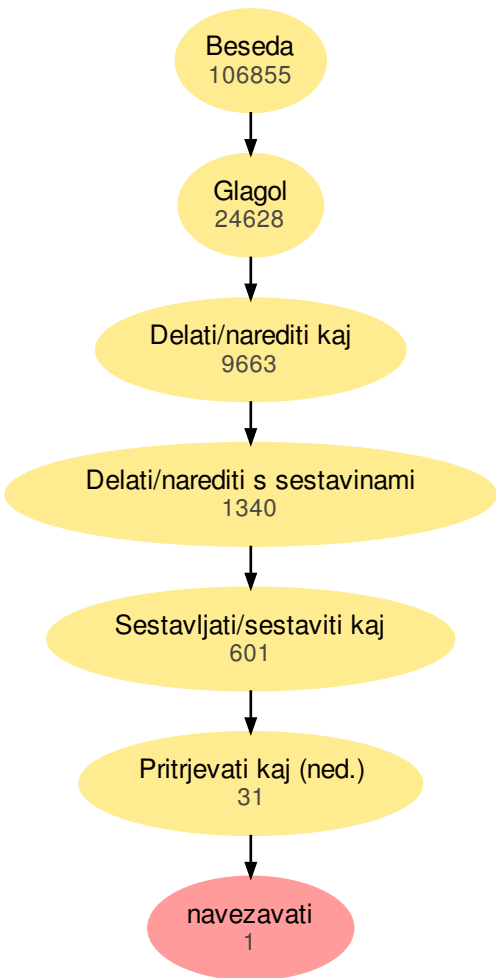 Beseda
106855
Glagol
24628
Delati/narediti kaj
9663
Delati/narediti s sestavinami
1340
Sestavljati/sestaviti kaj
601
Pritrjevati kaj (ned.)
31
navezavati
1